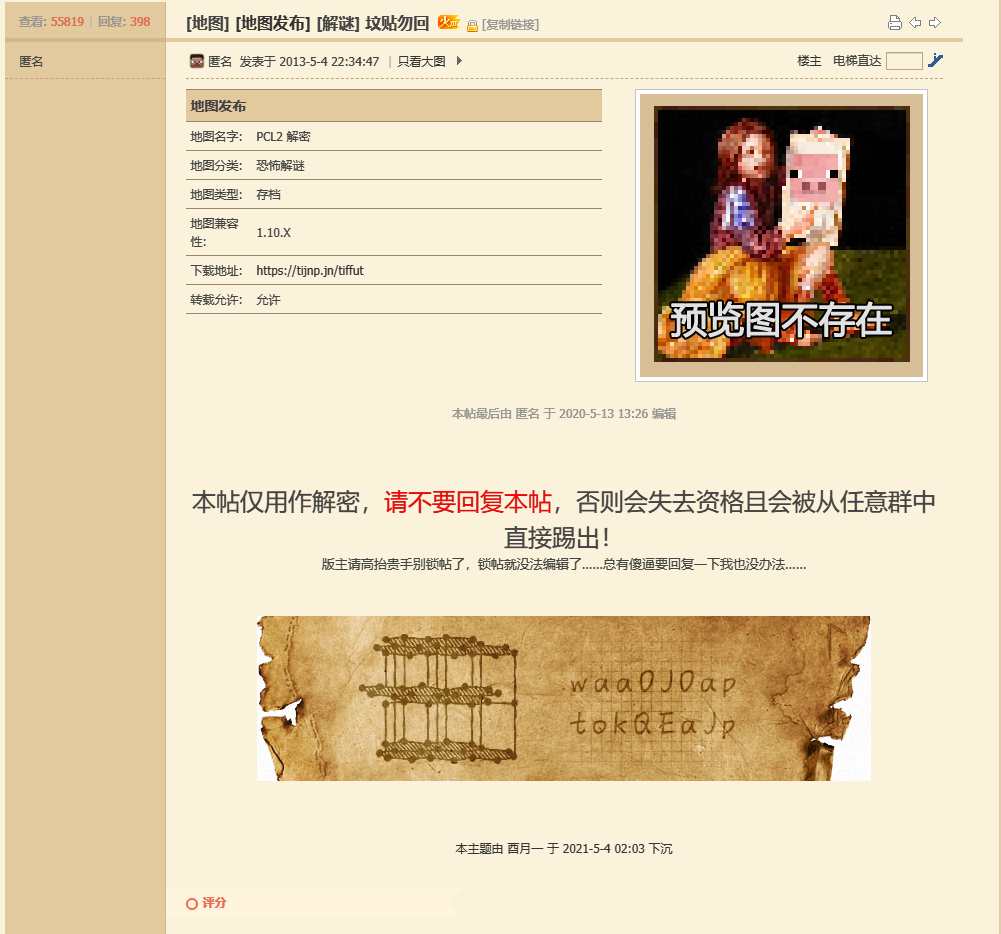 查看: 55819 | 回复: 398
[地图] [地图发布] [解谜] 坟贴勿回 火 [复制链接]
匿名
匿名 发表于 2013-5-4 22:34:47 | 只看大图
楼主 电梯直达
地图发布
地图名字: PCL2 解密
地图分类: 恐怖解谜
地图类型: 存档
地图兼容性: 1.10.X
下载地址: https://tijnp.jn/tiffut
转载允许: 允许
预览图不存在
本帖最后由 匿名 于 2020-5-13 13:26 编辑
本帖仅用作解密，请不要回复本帖，否则会失去资格且会被从任意群中
直接踢出！
版主请高抬贵手别锁帖了，锁帖就没法编辑了......总有傻逼要回复一下我也没办法......
waaOJOap
tokQEaJp
本主题由 酉月一 于 2021-5-4 02:03 下沉
评分